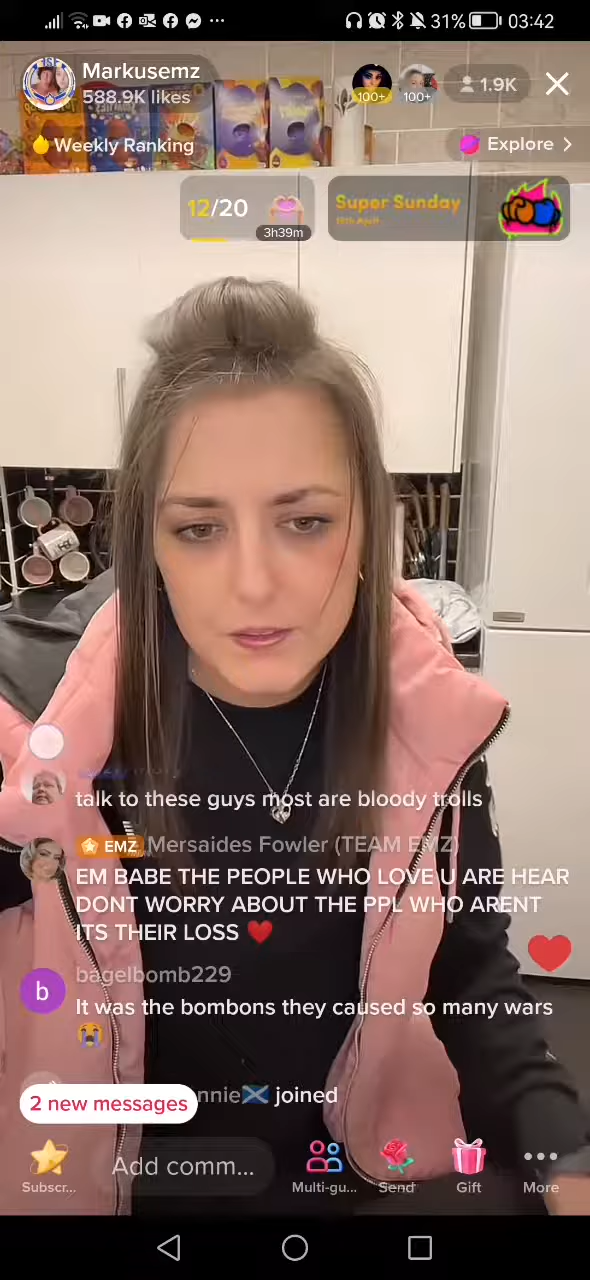 31% 03:42
Markusemz
588.9K likes
100+ 100+ 1.9K
Weekly Ranking
Explore
12/20
3h39m
Super Sunday
talk to these guys most are bloody trolls
EMZ Mersaides Fowler (TEAM EMZ)
EM BABE THE PEOPLE WHO LOVE U ARE HEAR
DONT WORRY ABOUT THE PPL WHO ARENT
ITS THEIR LOSS ❤️
bagelbomb229
b
It was the bombons they caused so many wars
😭
nnie🏴󠁧󠁢󠁳󠁣󠁴󠁿 joined
2 new messages
Add comm...
Subscr...
Multi-gu...
Send
Gift
More